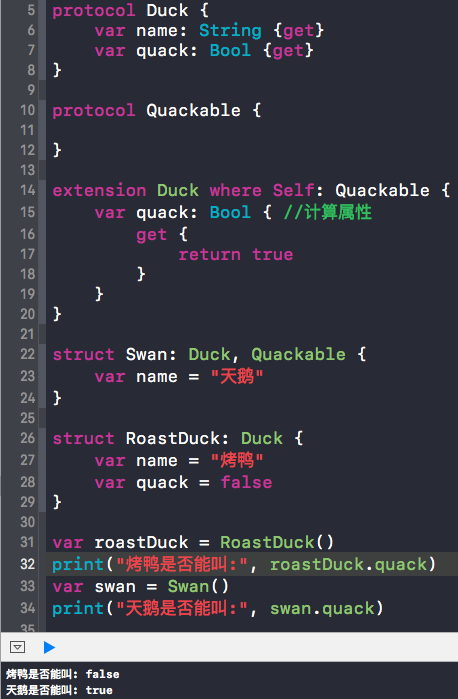 5 protocol Duck {
6     var name: String {get}
7     var quack: Bool {get}
8 }
9
10 protocol Quackable {
11
12 }
13
14 extension Duck where Self: Quackable {
15     var quack: Bool { //计算属性
16         get {
17             return true
18         }
19     }
20 }
21
22 struct Swan: Duck, Quackable {
23     var name = "天鹅"
24 }
25
26 struct RoastDuck: Duck {
27     var name = "烤鸭"
28     var quack = false
29 }
30
31 var roastDuck = RoastDuck()
32 print("烤鸭是否能叫:", roastDuck.quack)
33 var swan = Swan()
34 print("天鹅是否能叫:", swan.quack)
35
烤鸭是否能叫: false
天鹅是否能叫: true